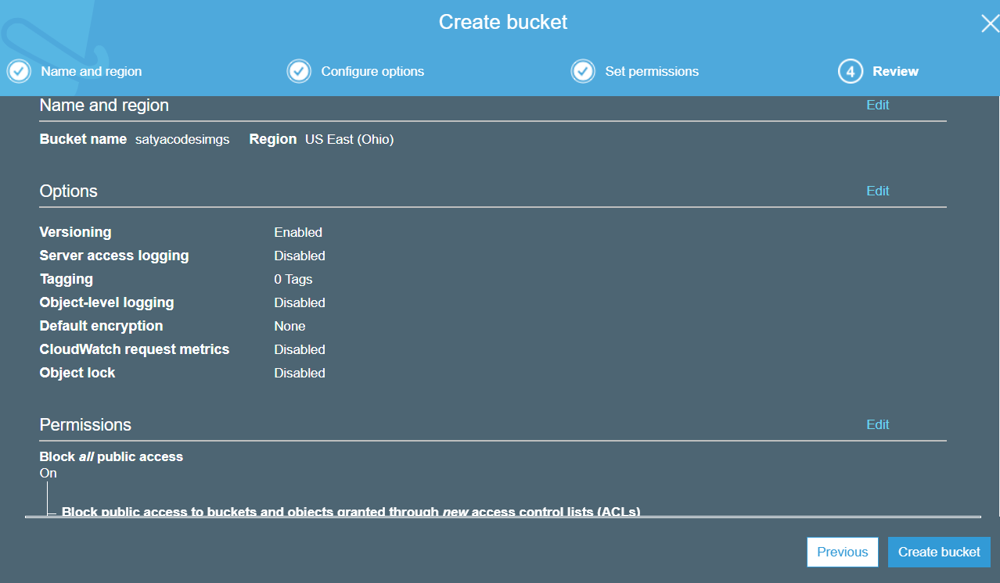 Create bucket
Name and region
Configure options
Set permissions
4 Review
Name and region Edit
Bucket name satyacodesimgs Region US East (Ohio)
Options Edit
Versioning Enabled
Server access logging Disabled
Tagging 0 Tags
Object-level logging Disabled
Default encryption None
CloudWatch request metrics Disabled
Object lock Disabled
Permissions Edit
Block all public access
On
Block public access to buckets and objects granted through new access control lists (ACLs)
Previous Create bucket